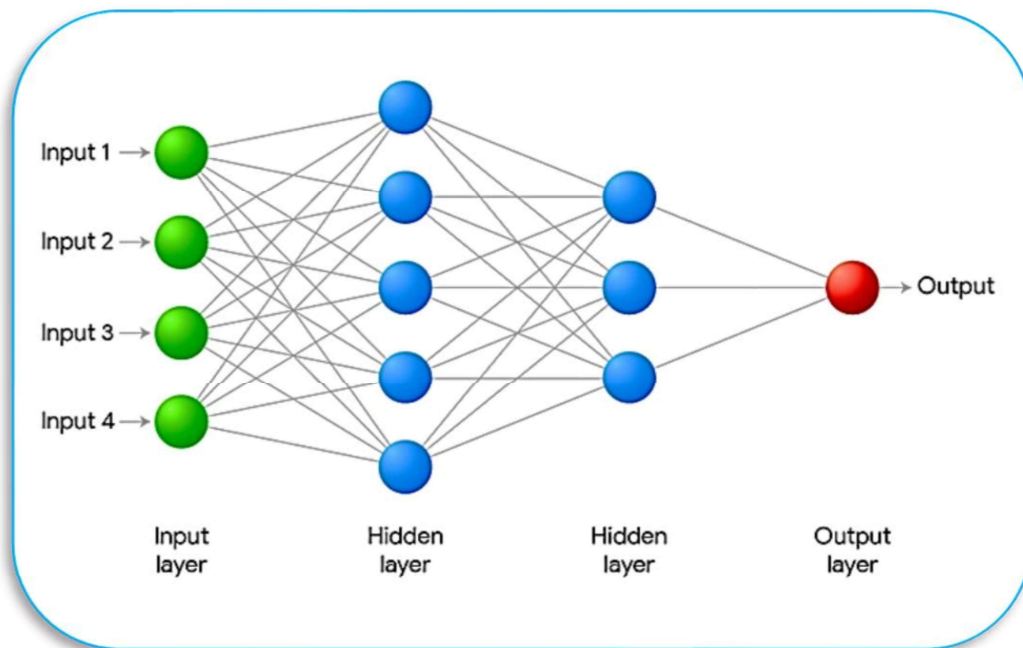 Input 1
Input 2
Input 3
Input 4
Output
Input
layer
Hidden
layer
Hidden
layer
Output
layer